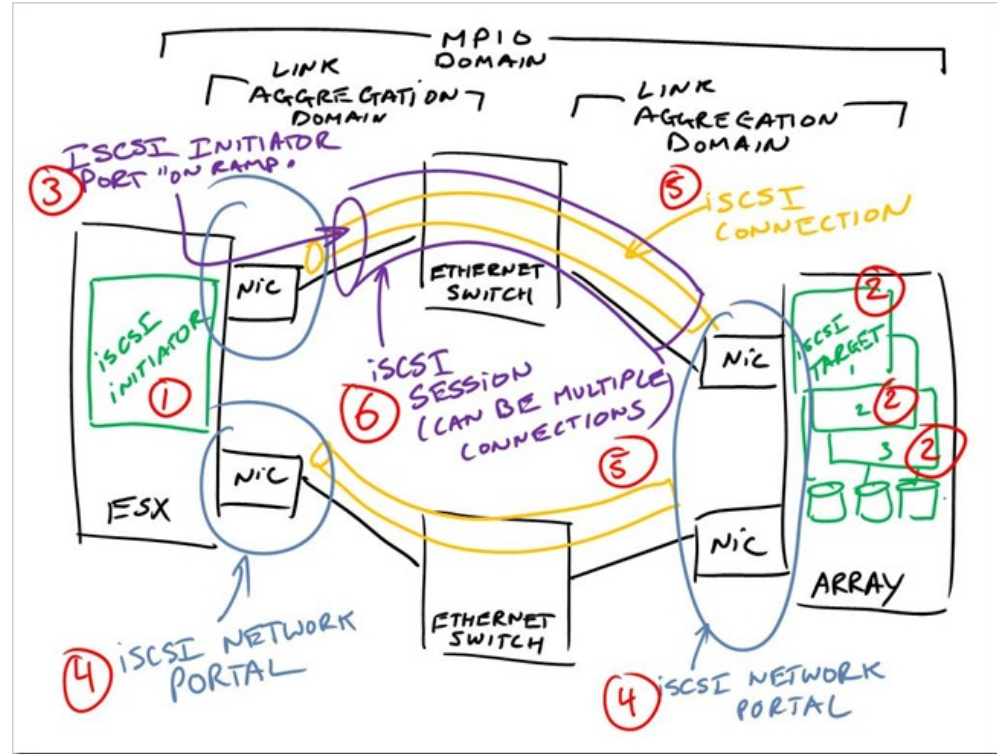 MPIO
DOMAIN
LINK
AGGREGATION
DOMAIN
LINK
AGGREGATION
DOMAIN
iSCSI INITIATOR
PORT "ON RAMP"
3
5
iSCSI
CONNECTION
NIC
ETHERNET
SWITCH
iSCSI
INITIATOR
1
2
iSCSI
TARGET
1
NIC
2
2
3
2
6
iSCSI
SESSION
(CAN BE MULTIPLE
CONNECTIONS)
5
NIC
ESX
NIC
ARRAY
ETHERNET
SWITCH
4
iSCSI NETWORK
PORTAL
4
iSCSI NETWORK
PORTAL